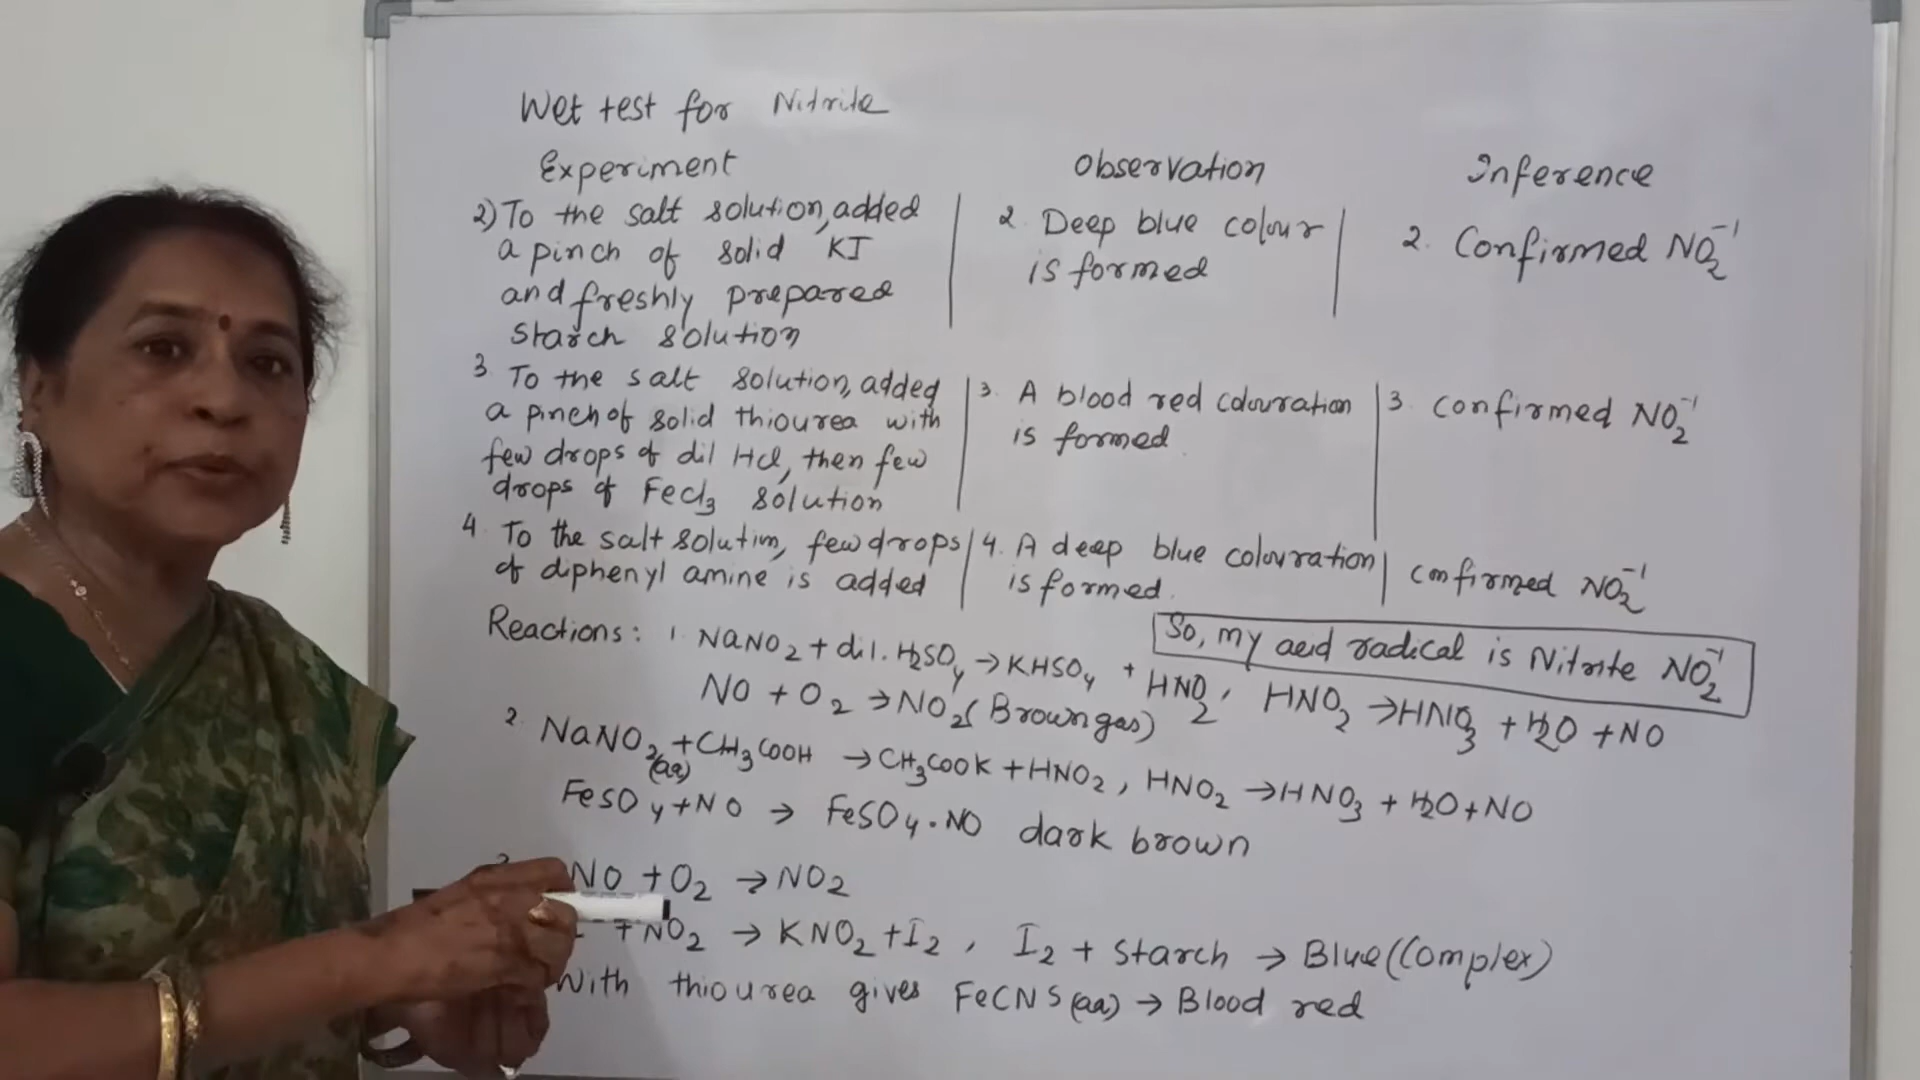 Wet test for Nitrite
Experiment Observation Inference
2) To the salt solution, added
a pinch of solid KI
and freshly prepared
starch solution
2. Deep blue colour
is formed
2. Confirmed NO₂⁻¹
3. To the salt solution, added
a pinch of solid thiourea with
few drops of dil HCl, then few
drops of FeCl₃ solution
3. A blood red colouration
is formed
3. confirmed NO₂⁻¹
4. To the salt solution, few drops
of diphenyl amine is added
4. A deep blue colouration
is formed.
confirmed NO₂⁻¹
So, my acid radical is Nitrite NO₂⁻¹
Reactions: 1. NaNO₂ + dil. H₂SO₄ → KHSO₄ + HNO₂, HNO₂ → HNO₃ + H₂O + NO
NO + O₂ → NO₂ (Brown gas)
2. NaNO₂(aq) + CH₃COOH → CH₃COOK + HNO₂, HNO₂ → HNO₃ + H₂O + NO
FeSO₄ + NO → FeSO₄.NO dark brown
NO + O₂ → NO₂
+ NO₂ → KNO₂ + I₂, I₂ + Starch → Blue (Complex)
With thiourea gives FeCNS(aq) → Blood red